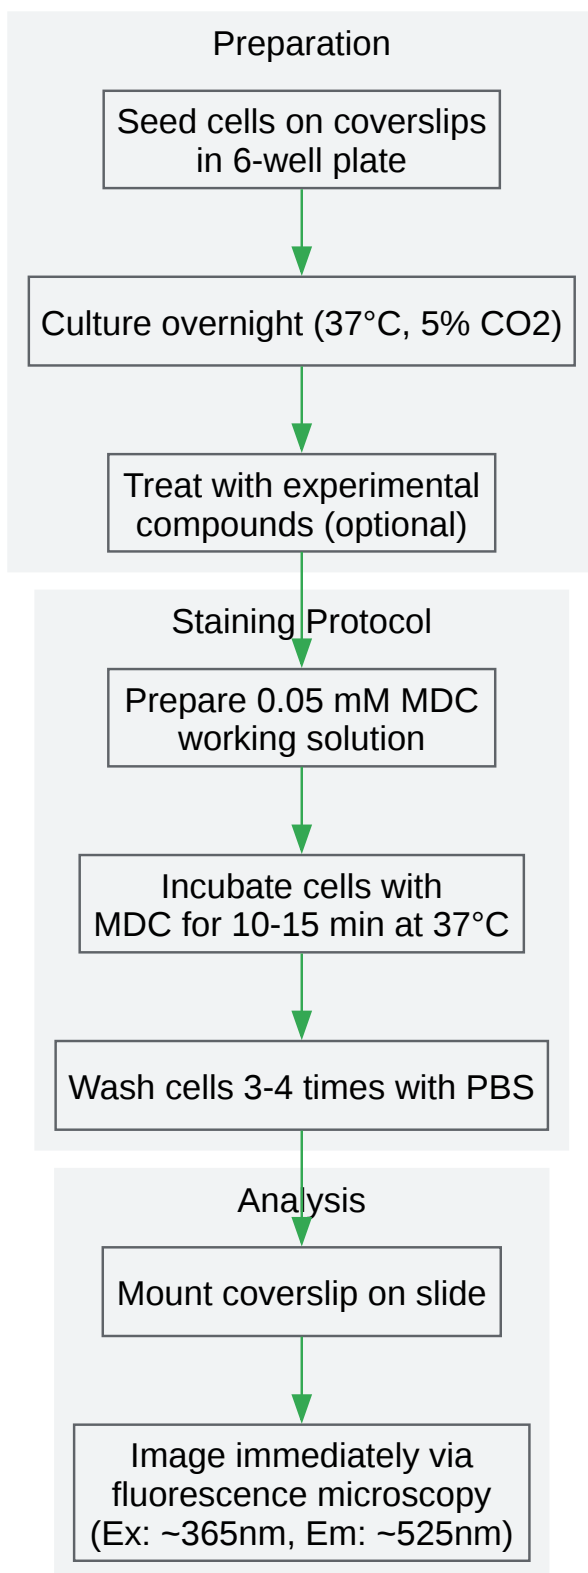 Preparation
Seed cells on coverslips
in 6-well plate
Culture overnight (37°C, 5% CO2)
Treat with experimental
compounds (optional)
Staining Protocol
Prepare 0.05 mM MDC
working solution
Incubate cells with
MDC for 10-15 min at 37°C
Wash cells 3-4 times with PBS
Analysis
Mount coverslip on slide
Image immediately via
fluorescence microscopy
(Ex: ~365nm, Em: ~525nm)